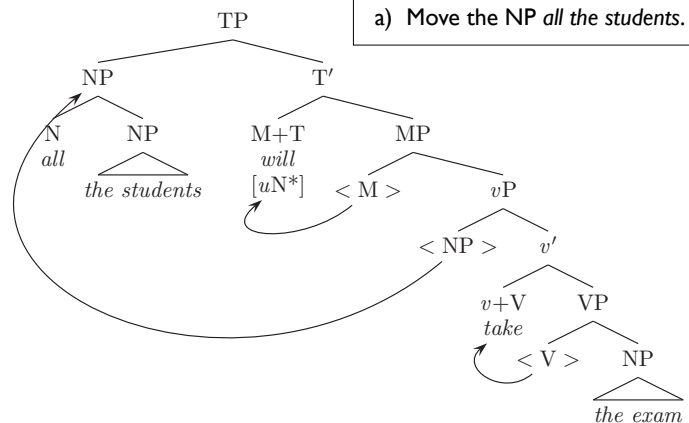 a) Move the NP all the students.
TP
NP T′
N NP M+T MP
all will
the students [uN*] < M > vP
< NP > v′
v+V VP
take
< V > NP
the exam